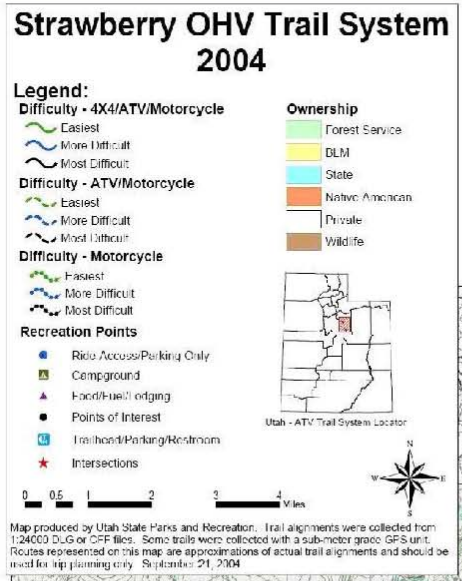 Strawberry OHV Trail System
2004
Legend:
Difficulty - 4X4/ATV/Motorcycle
Easiest
More Difficult
Most Difficult
Difficulty - ATV/Motorcycle
Easiest
More Difficult
Most Difficult
Difficulty - Motorcycle
Easiest
More Difficult
Most Difficult
Recreation Points
Ride Access/Parking Only
Campground
Food/Fuel/Lodging
Points of Interest
Trailhead/Parking/Restroom
Intersections
Ownership
Forest Service
BLM
State
Native American
Private
Wildlife
Utah - ATV Trail System Locator
N
W E
S
0 0.5 1 2 3 4 Miles
Map produced by Utah State Parks and Recreation. Trail alignments were collected from
1:24000 DLG or CFF files. Some trails were collected with a sub-meter grade GPS unit.
Routes represented on this map are approximations of actual trail alignments and should be
used for trip planning only. September 21, 2004